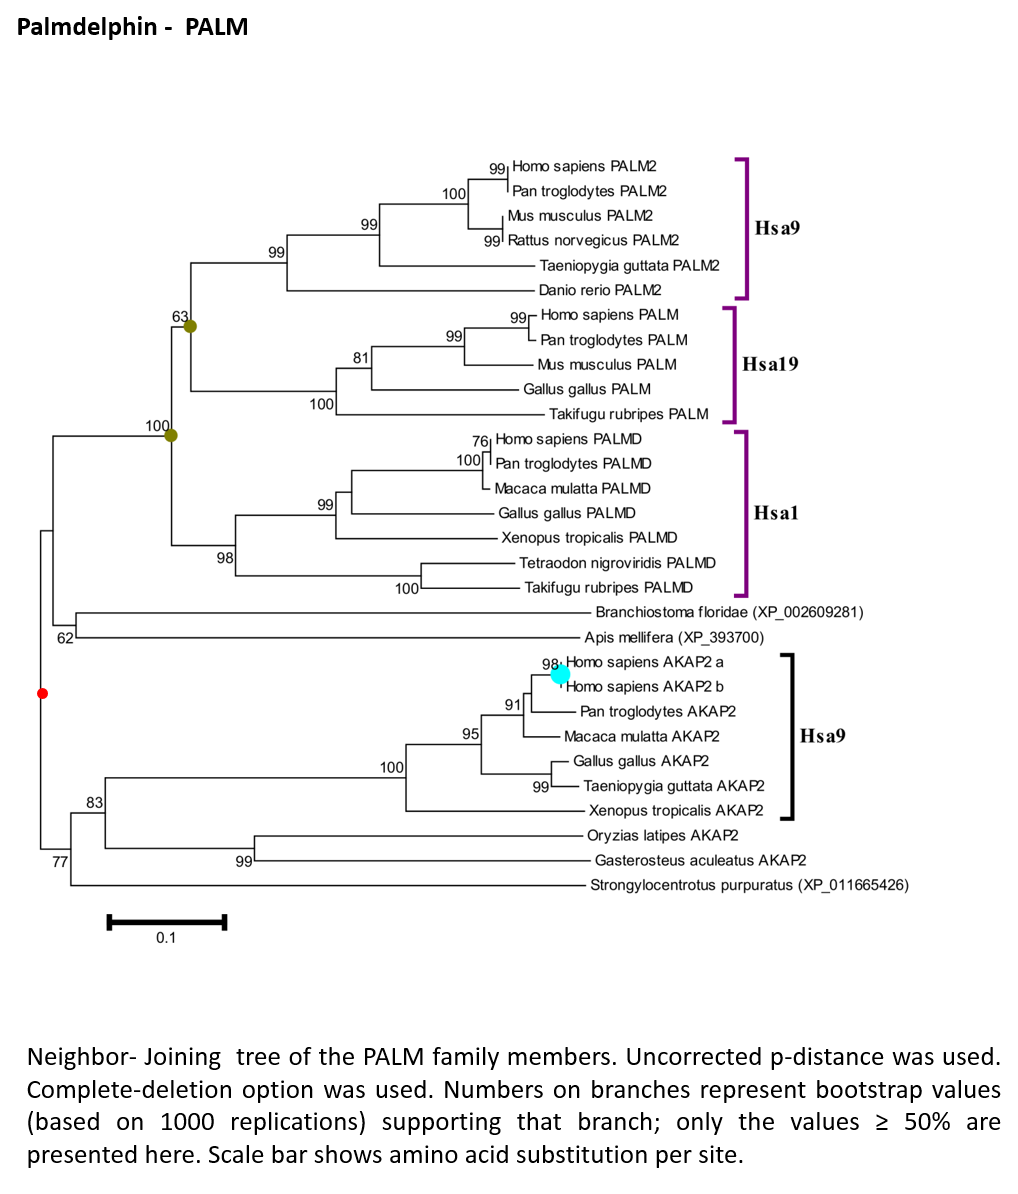 Palmdelphin - PALM
99 Homo sapiens PALM2
Pan troglodytes PALM2
100
Mus musculus PALM2
99 Rattus norvegicus PALM2
99
Taeniopygia guttata PALM2
99
Danio rerio PALM2
Hsa9
63
99 Homo sapiens PALM
Pan troglodytes PALM
99
Mus musculus PALM
81
Gallus gallus PALM
100
Takifugu rubripes PALM
Hsa19
100
76 Homo sapiens PALMD
Pan troglodytes PALMD
100
Macaca mulatta PALMD
Gallus gallus PALMD
99
Xenopus tropicalis PALMD
98
Tetraodon nigroviridis PALMD
100
Takifugu rubripes PALMD
Hsa1
Branchiostoma floridae (XP_002609281)
62
Apis mellifera (XP_393700)
98 Homo sapiens AKAP2 a
Homo sapiens AKAP2 b
Pan troglodytes AKAP2
91
Macaca mulatta AKAP2
95
Gallus gallus AKAP2
99 Taeniopygia guttata AKAP2
100
Xenopus tropicalis AKAP2
Hsa9
83
Oryzias latipes AKAP2
99
Gasterosteus aculeatus AKAP2
77
Strongylocentrotus purpuratus (XP_011665426)
0.1
Neighbor- Joining tree of the PALM family members. Uncorrected p-distance was used.
Complete-deletion option was used. Numbers on branches represent bootstrap values
(based on 1000 replications) supporting that branch; only the values ≥ 50% are
presented here. Scale bar shows amino acid substitution per site.